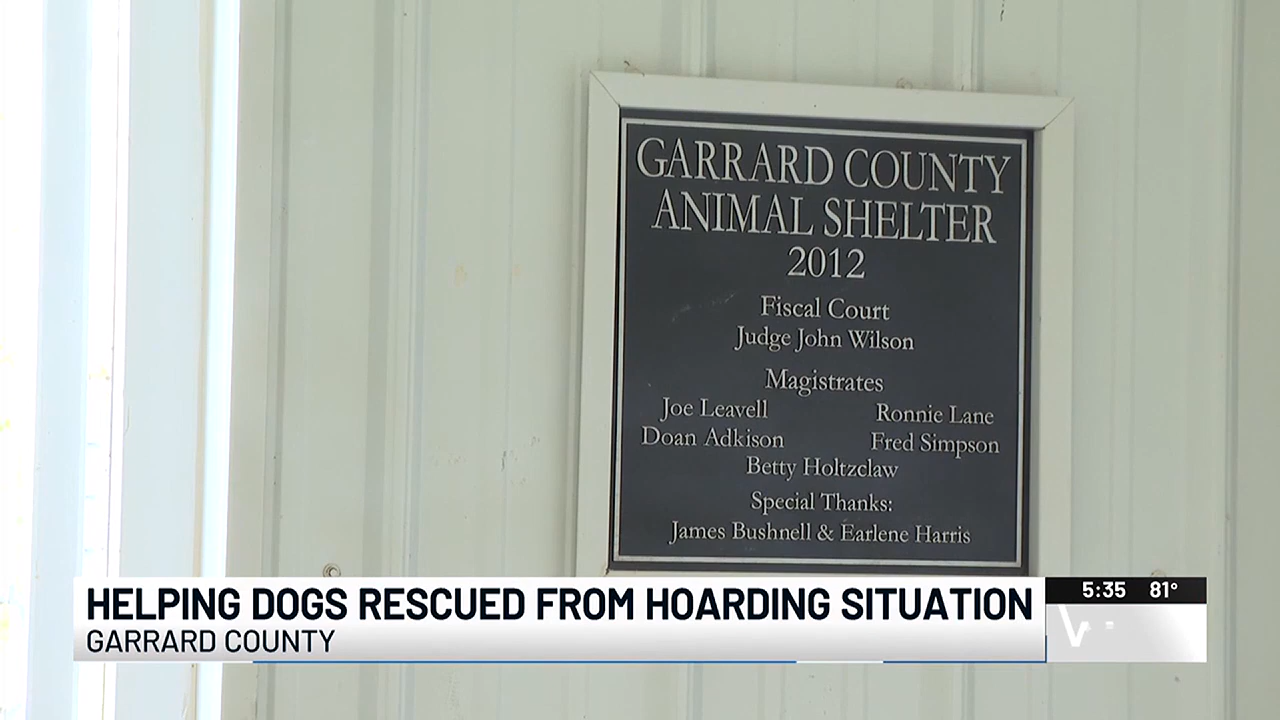 GARRARD COUNTY
ANIMAL SHELTER
2012
Fiscal Court
Judge John Wilson
Magistrates
Joe Leavell Ronnie Lane
Doan Adkison Fred Simpson
Betty Holtzclaw
Special Thanks:
James Bushnell & Earlene Harris
HELPING DOGS RESCUED FROM HOARDING SITUATION
GARRARD COUNTY
5:35 81°